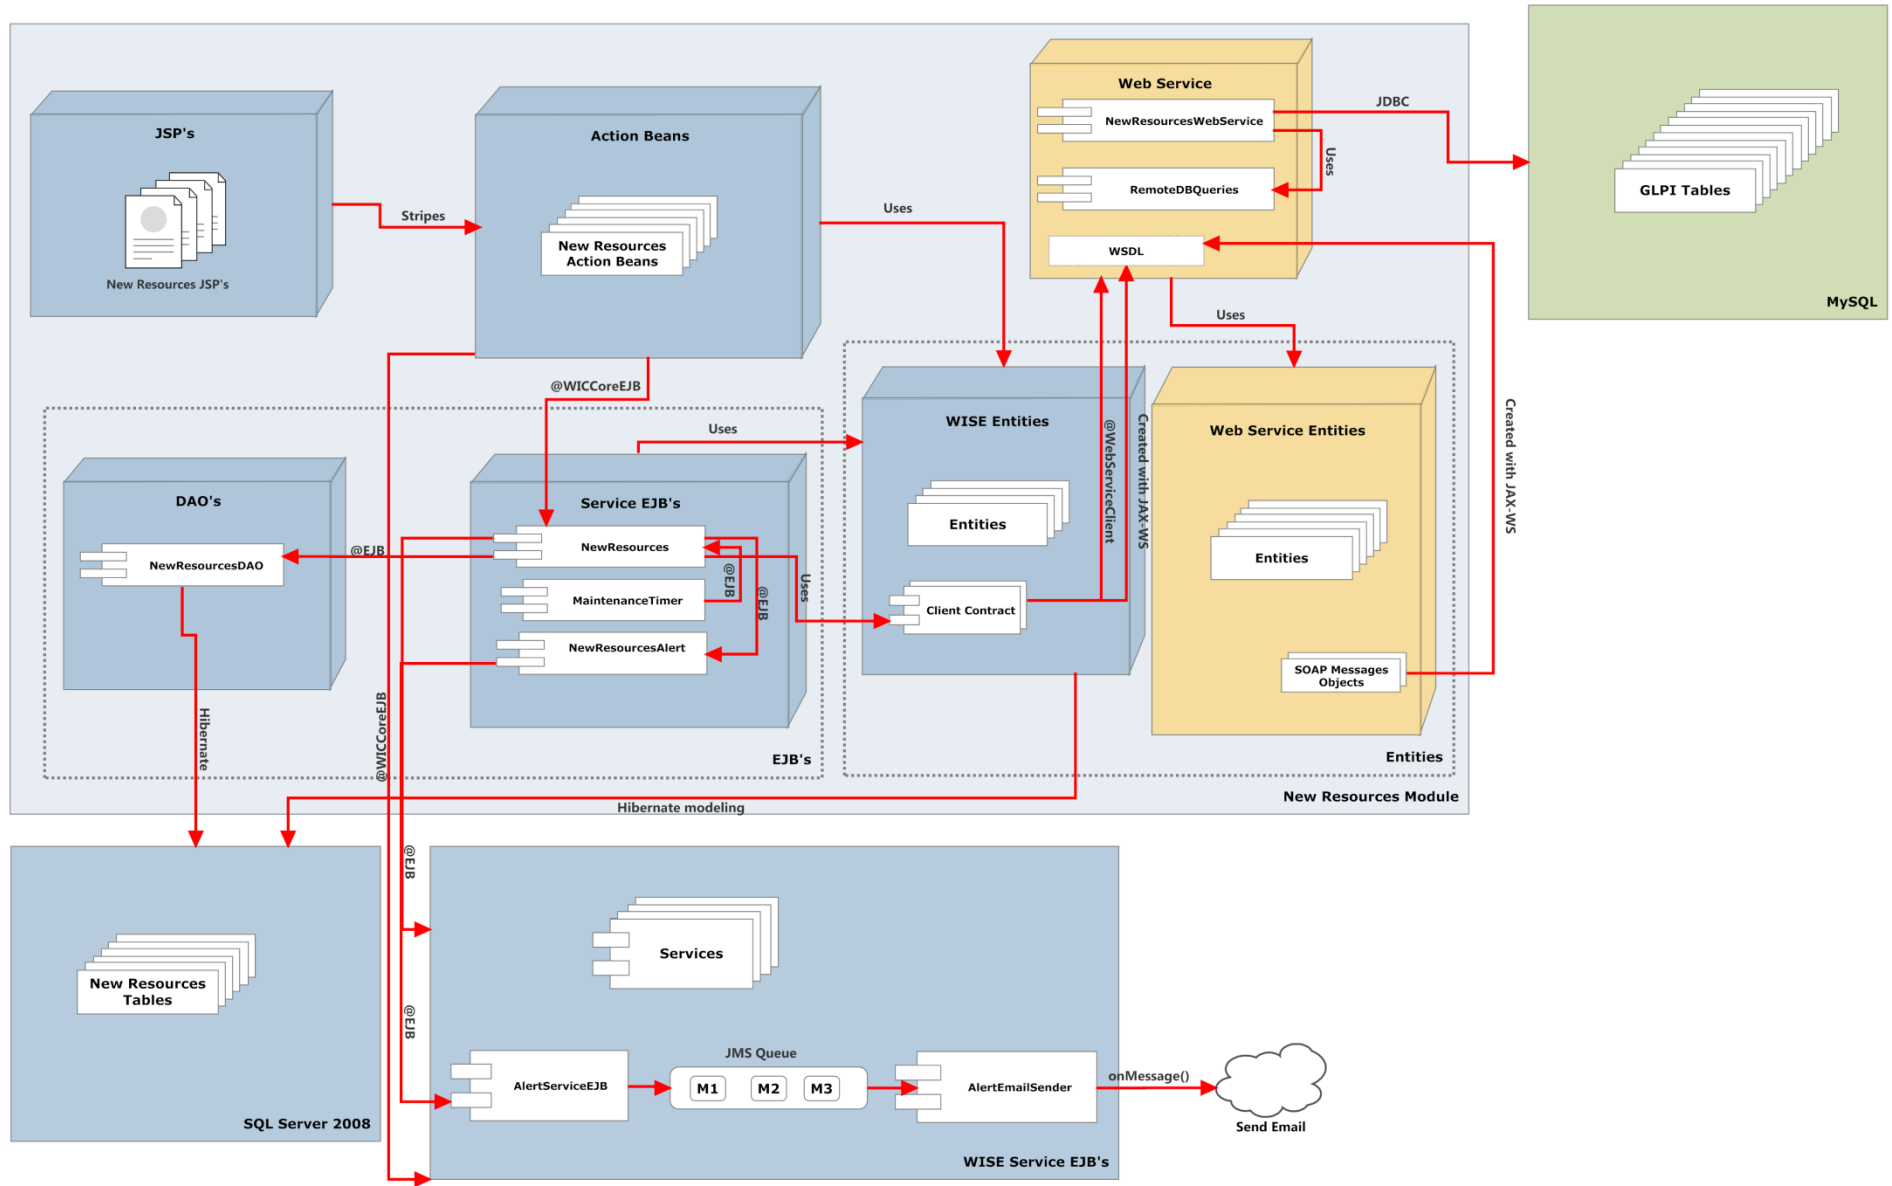 JSP's
New Resources JSP's
Stripes
Action Beans
New Resources
Action Beans
Uses
Web Service
NewResourcesWebService
RemoteDBQueries
WSDL
Uses
JDBC
GLPI Tables
MySQL
Uses
@WICCoreEJB
Uses
DAO's
NewResourcesDAO
@EJB
Service EJB's
NewResources
MaintenanceTimer
NewResourcesAlert
@EJB
@EJB
Uses
EJB's
WISE Entities
Entities
Client Contract
@WebServiceClient
Created with JAX-WS
Web Service Entities
Entities
SOAP Messages
Objects
Created with JAX-WS
Entities
New Resources Module
Hibernate
@WICCoreEJB
Hibernate modeling
New Resources
Tables
SQL Server 2008
@EJB
@EJB
Services
AlertServiceEJB
JMS Queue
M1
M2
M3
AlertEmailSender
onMessage()
Send Email
WISE Service EJB's